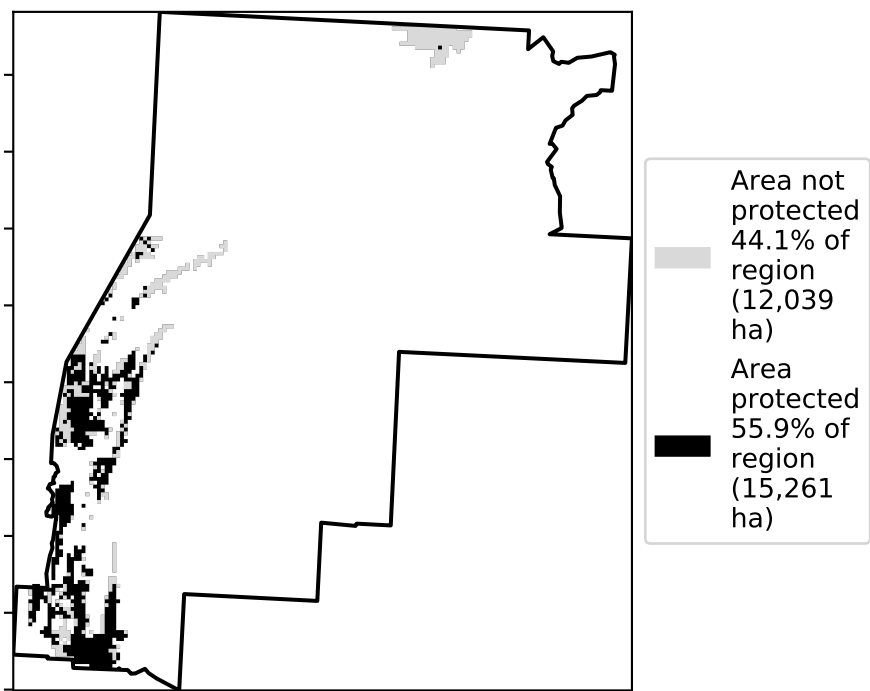 Area not
protected
44.1% of
region
(12,039
ha)
Area
protected
55.9% of
region
(15,261
ha)